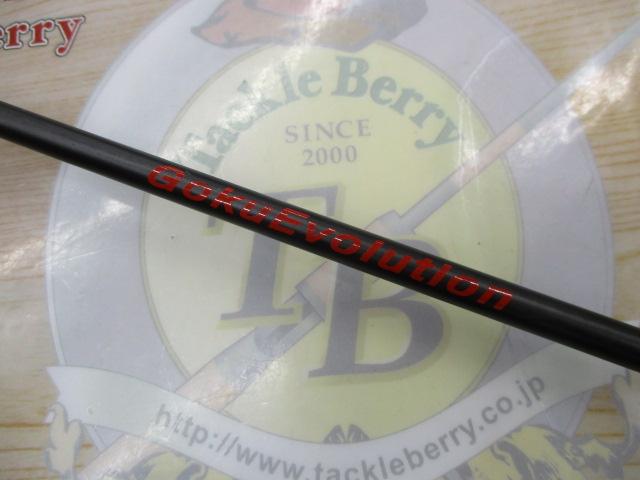 erry
Tackle Berry
SINCE
2000
GokuEvolution
TB
http://www.tackleberry.co.jp